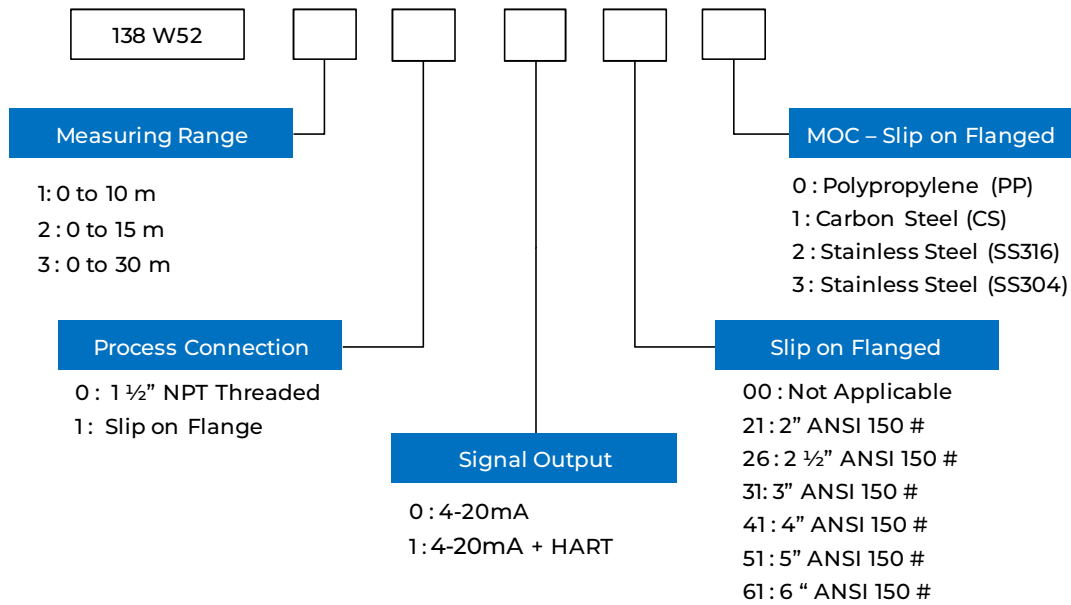 138 W52
Measuring Range
1: 0 to 10 m
2 : 0 to 15 m
3 : 0 to 30 m
Process Connection
0 : 1 ½” NPT Threaded
1 : Slip on Flange
Signal Output
0 : 4-20mA
1 : 4-20mA + HART
MOC – Slip on Flanged
0 : Polypropylene (PP)
1 : Carbon Steel (CS)
2 : Stainless Steel (SS316)
3 : Stainless Steel (SS304)
Slip on Flanged
00 : Not Applicable
21 : 2” ANSI 150 #
26 : 2 ½” ANSI 150 #
31: 3” ANSI 150 #
41 : 4” ANSI 150 #
51 : 5” ANSI 150 #
61 : 6 “ ANSI 150 #